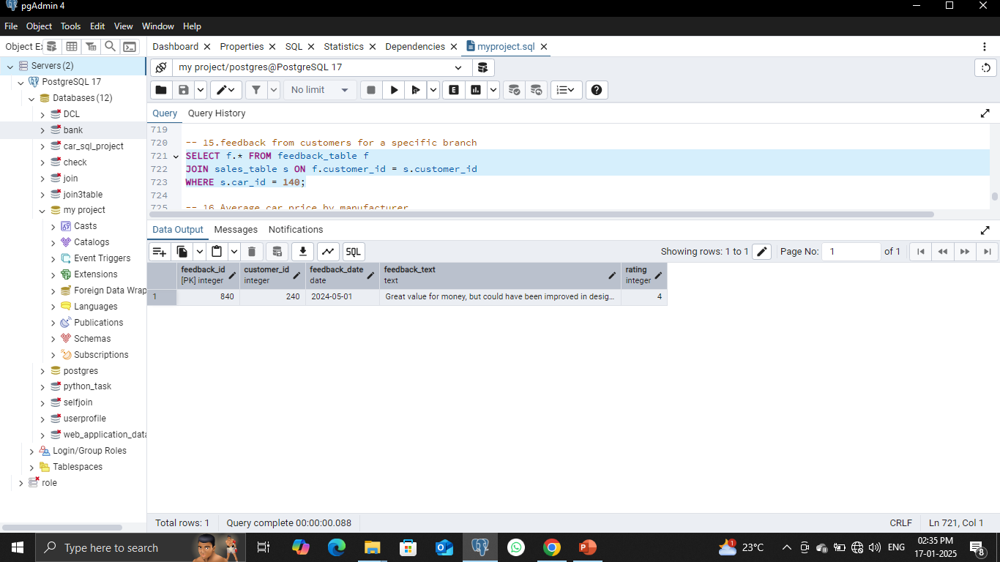 pgAdmin 4
File Object Tools Edit View Window Help
Object Ex
Dashboard Properties SQL Statistics Dependencies myproject.sql
Servers (2)
PostgreSQL 17
Databases (12)
DCL
bank
car_sql_project
check
join
join3table
my project
Casts
Catalogs
Event Triggers
Extensions
Foreign Data Wrap
Languages
Publications
Schemas
Subscriptions
postgres
python_task
selfjoin
userprofile
web_application_data
Login/Group Roles
Tablespaces
role
my project/postgres@PostgreSQL 17
No limit
E
Query Query History
719
720 -- 15.feedback from customers for a specific branch
721 SELECT f.* FROM feedback_table f
722 JOIN sales_table s ON f.customer_id = s.customer_id
723 WHERE s.car_id = 140;
724
725 -- 16 Average car price by manufacturer
Data Output Messages Notifications
SQL Showing rows: 1 to 1 Page No: 1 of 1
feedback_id customer_id feedback_date feedback_text rating
[PK] integer integer date text integer
1 840 240 2024-05-01 Great value for money, but could have been improved in desig... 4
Total rows: 1 Query complete 00:00:00.088 CRLF Ln 721, Col 1
Type here to search
1 23°C ENG 02:35 PM
17-01-2025 8